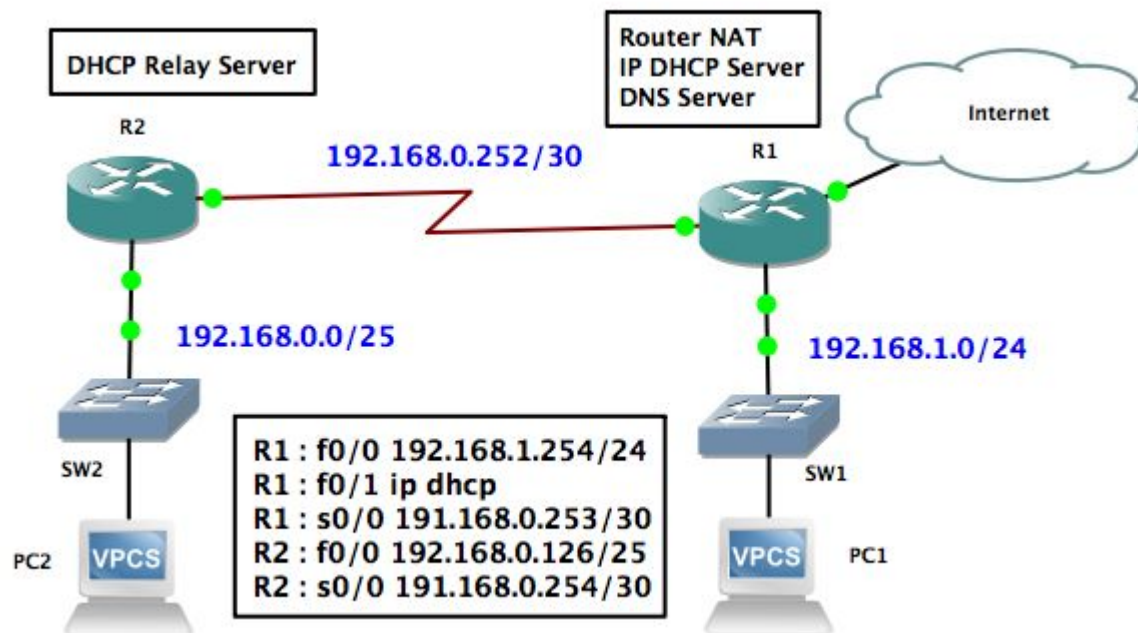 DHCP Relay Server
Router NAT
IP DHCP Server
DNS Server
R2
R1
Internet
192.168.0.252/30
192.168.0.0/25
192.168.1.0/24
SW2
SW1
R1 : f0/0 192.168.1.254/24
R1 : f0/1 ip dhcp
R1 : s0/0 191.168.0.253/30
R2 : f0/0 192.168.0.126/25
R2 : s0/0 191.168.0.254/30
PC2
VPCS
VPCS
PC1